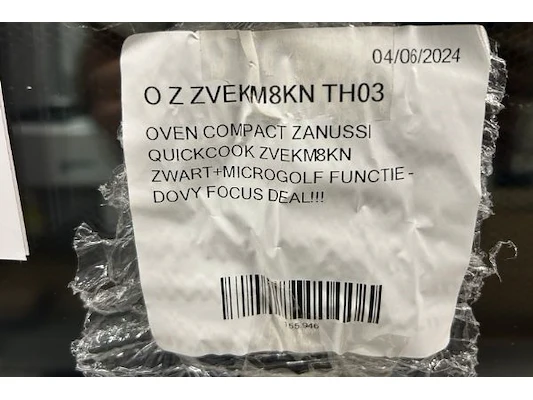 04/06/2024
O Z ZVEKM8KN TH03
OVEN COMPACT ZANUSSI
QUICKCOOK ZVEKM8KN
ZWART+MICROGOLF FUNCTIE -
DOVY FOCUS DEAL!!!